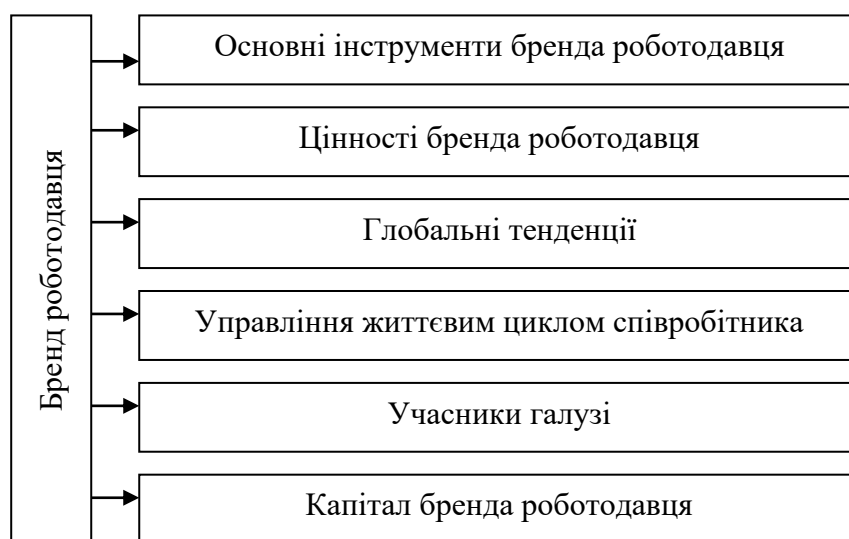 Бренд роботодавця
Основні інструменти бренда роботодавця
Цінності бренда роботодавця
Глобальні тенденції
Управління життєвим циклом співробітника
Учасники галузі
Капітал бренда роботодавця